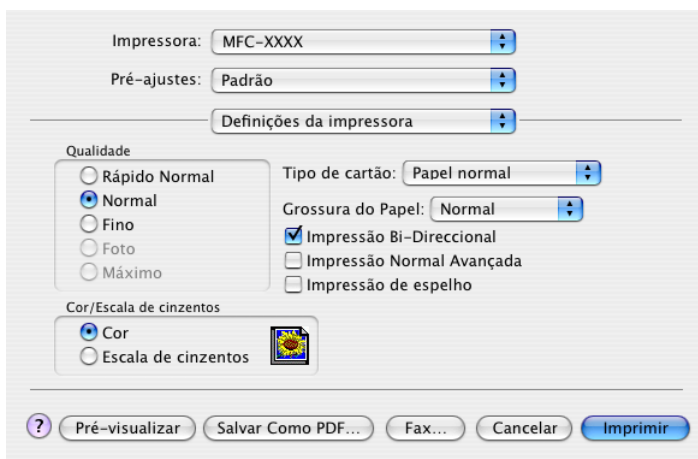 Impressora: MFC-XXXX
Pré-ajustes: Padrão
Definições da impressora
Qualidade
Rápido Normal
Normal
Fino
Foto
Máximo
Tipo de cartão: Papel normal
Grossura do Papel: Normal
Impressão Bi-Direccional
Impressão Normal Avançada
Impressão de espelho
Cor/Escala de cinzentos
Cor
Escala de cinzentos
? Pré-visualizar Salvar Como PDF... Fax... Cancelar Imprimir